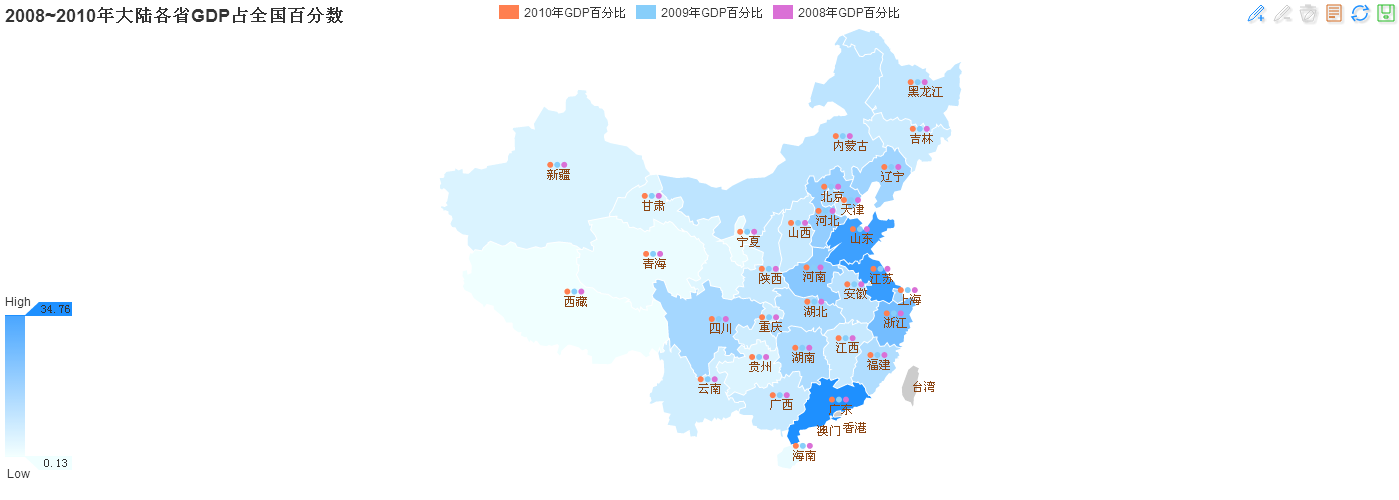 2008~2010年大陆各省GDP占全国百分数
2010年GDP百分比 2009年GDP百分比 2008年GDP百分比
黑龙江
吉林
内蒙古
辽宁
新疆
北京
甘肃
天津
河北
山西
山东
宁夏
青海
陕西
河南
江苏
安徽
西藏
上海
湖北
浙江
重庆
四川
江西
湖南
福建
贵州
云南
台湾
广西
广东
香港
澳门
海南
High
34.76
0.13
Low